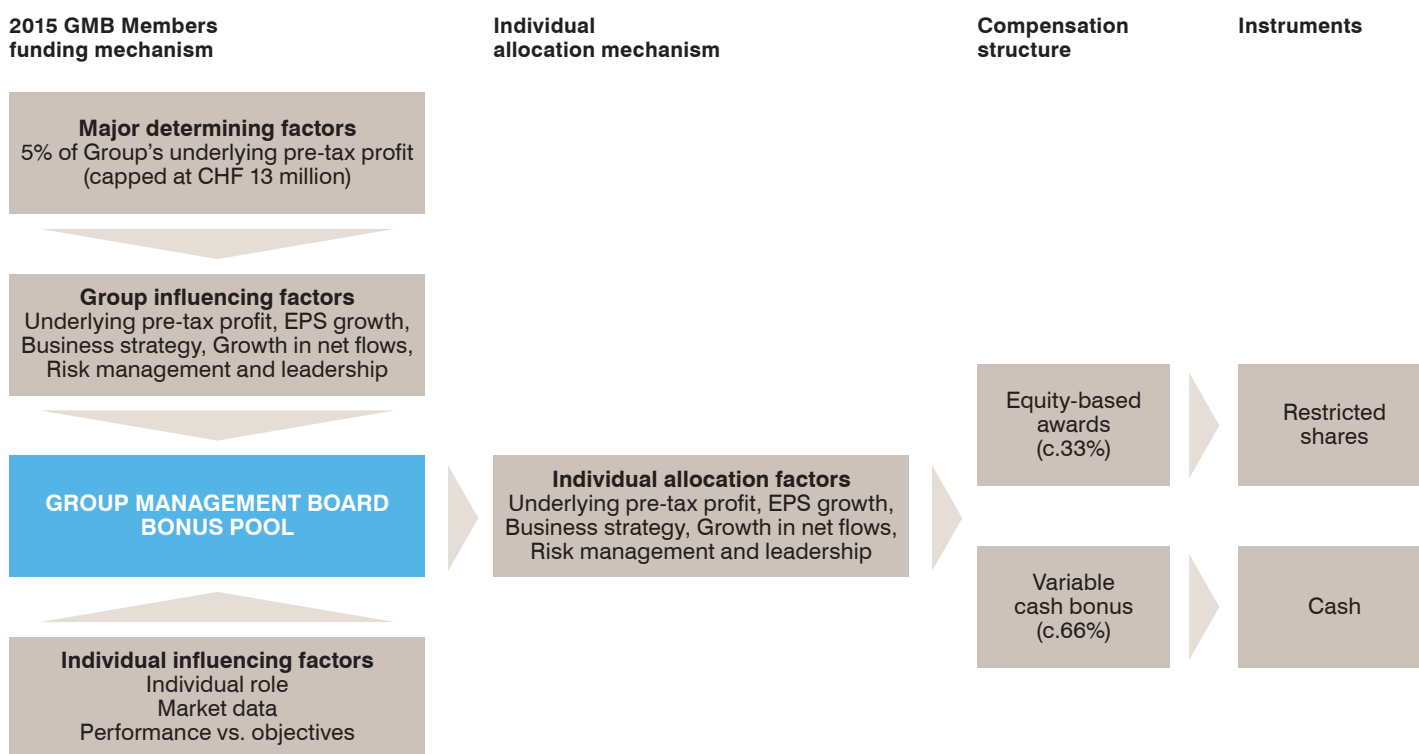 2015 GMB Members
funding mechanism
Individual
allocation mechanism
Compensation
structure
Instruments
Major determining factors
5% of Group’s underlying pre-tax profit
(capped at CHF 13 million)
Group influencing factors
Underlying pre-tax profit, EPS growth,
Business strategy, Growth in net flows,
Risk management and leadership
GROUP MANAGEMENT BOARD
BONUS POOL
Individual influencing factors
Individual role
Market data
Performance vs. objectives
Individual allocation factors
Underlying pre-tax profit, EPS growth,
Business strategy, Growth in net flows,
Risk management and leadership
Equity-based
awards
(c.33%)
Restricted
shares
Variable
cash bonus
(c.66%)
Cash